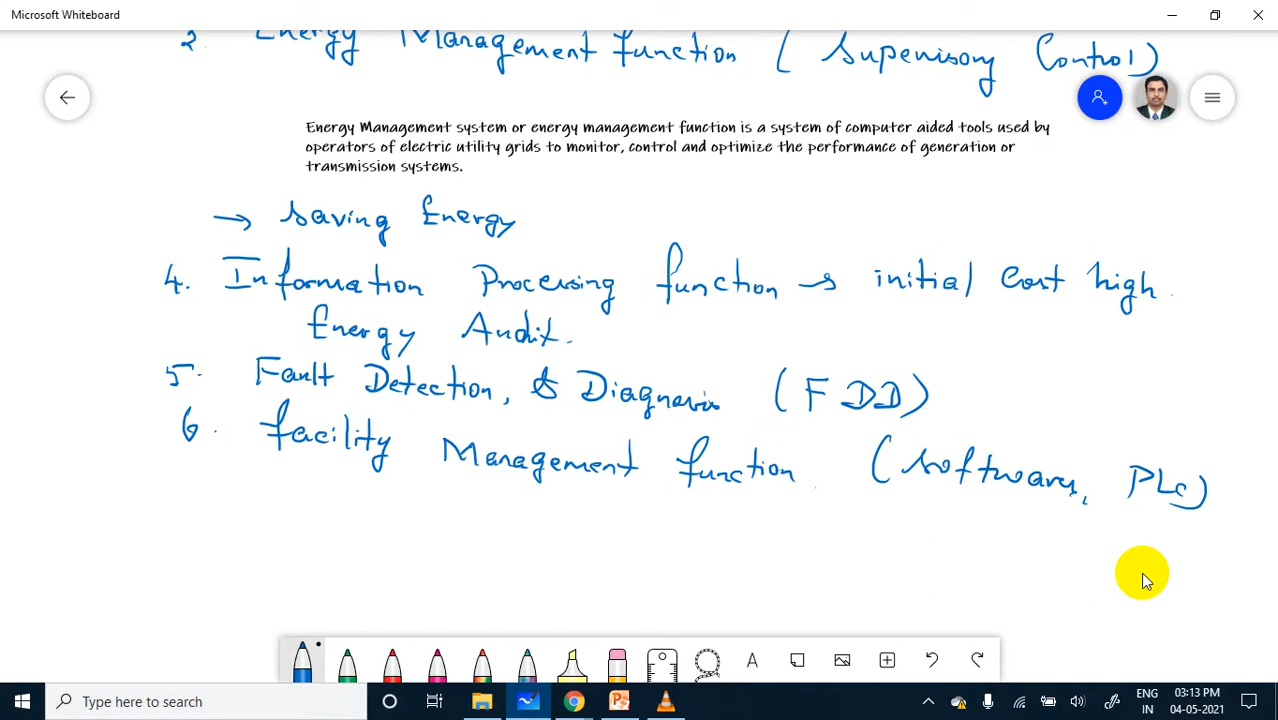 Microsoft Whiteboard
2. Energy Management function ( Supervisory Control)
Energy Management system or energy management function is a system of computer aided tools used by
operators of electric utility grids to monitor, control and optimize the performance of generation or
transmission systems.
→ Saving Energy
4. Information Processing function → initial Cost high.
Energy Audit.
5. Fault Detection, & Diagnosis (FDD)
6. facility Management function (Softwares, PLC)
A
Type here to search
ENG
IN
03:13 PM
04-05-2021